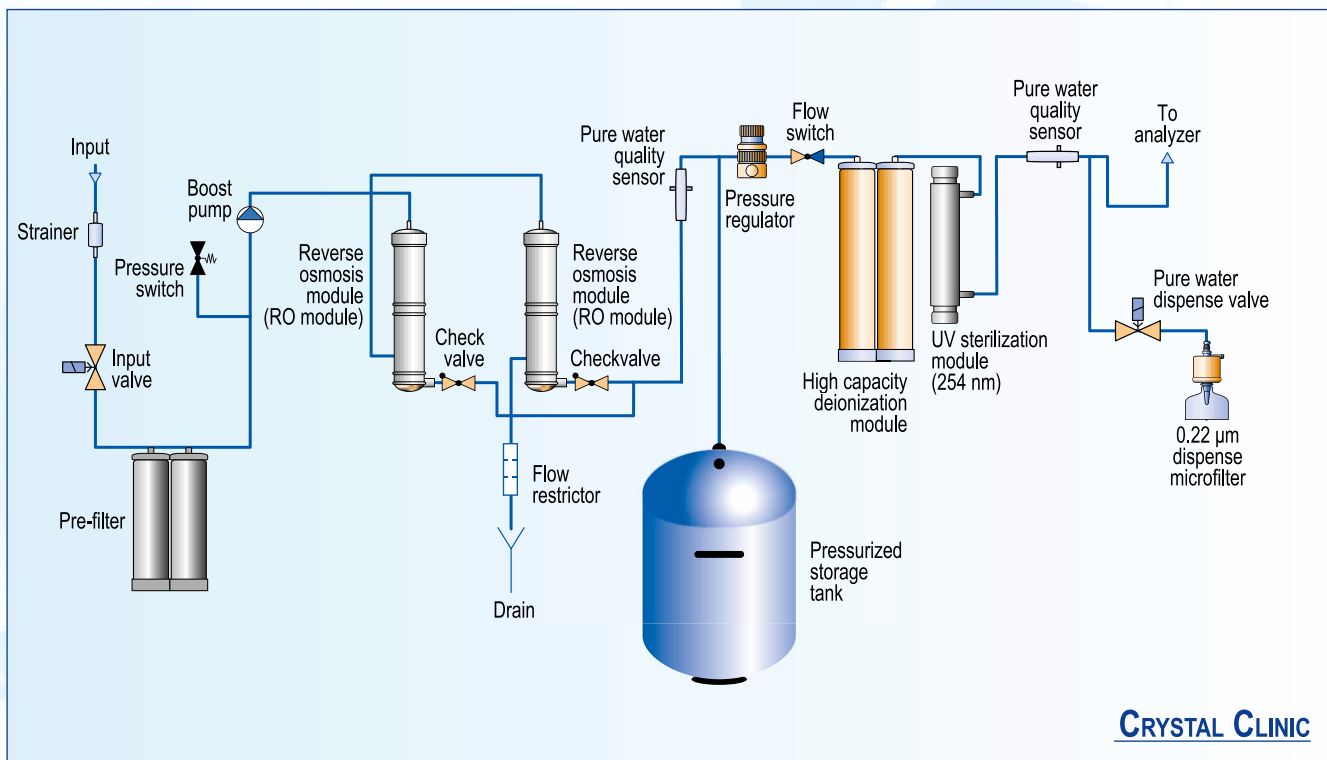 Input
Strainer
Input
valve
Pre-filter
Pressure
switch
Boost
pump
Reverse
osmosis
module
(RO module)
Check
valve
Reverse
osmosis
module
(RO module)
Checkvalve
Flow
restrictor
Drain
Pure water
quality
sensor
Pressure
regulator
Flow
switch
Pressurized
storage
tank
High capacity
deionization
module
UV sterilization
module
(254 nm)
Pure water
quality
sensor
To
analyzer
Pure water
dispense valve
0.22 µm
dispense
microfilter
CRYSTAL CLINIC